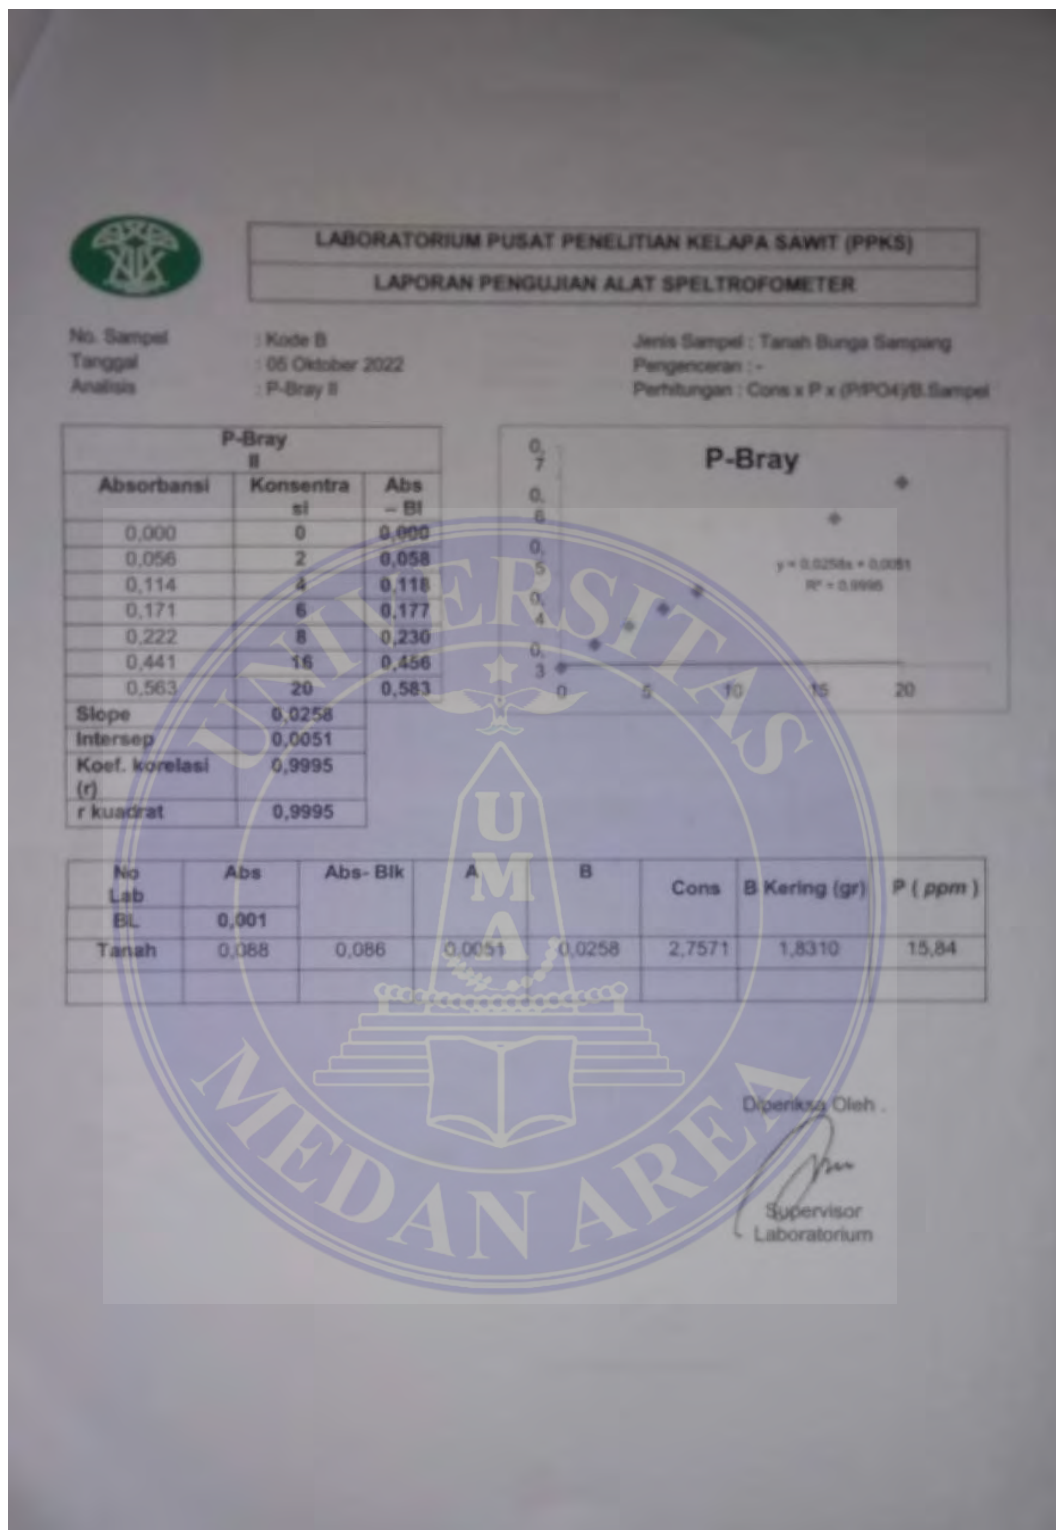 LABORATORIUM PUSAT PENELITIAN KELAPA SAWIT (PPKS)
LAPORAN PENGUJIAN ALAT SPELTROFOMETER
No. Sampel : Kode B
Tanggal : 05 Oktober 2022
Analisis : P-Bray II
Jenis Sampel : Tanah Bunga Sampang
Pengenceran : -
Perhitungan : Cons x P x (P/PO4)/B.Sampel
P-Bray
II
Absorbansi Konsentra Abs
si – Bl
0,000 0 0,000
0,056 2 0,058
0,114 4 0,118
0,171 6 0,177
0,222 8 0,230
0,441 16 0,456
0,563 20 0,583
Slope 0,0258
Intersep 0,0051
Koef. korelasi 0,9995
(r)
r kuadrat 0,9995
P-Bray
0,
7
0,
6
0,
5
0,
4
0,
3
y = 0,0258x + 0,0051
R² = 0,9995
0 5 10 15 20
No Abs Abs- Blk A B Cons B Kering (gr) P ( ppm )
Lab
BL 0,001
Tanah 0,088 0,086 0,0051 0,0258 2,7571 1,8310 15,84
Diperiksa Oleh .
Supervisor
Laboratorium
UNIVERSITAS
UMA
MEDAN AREA